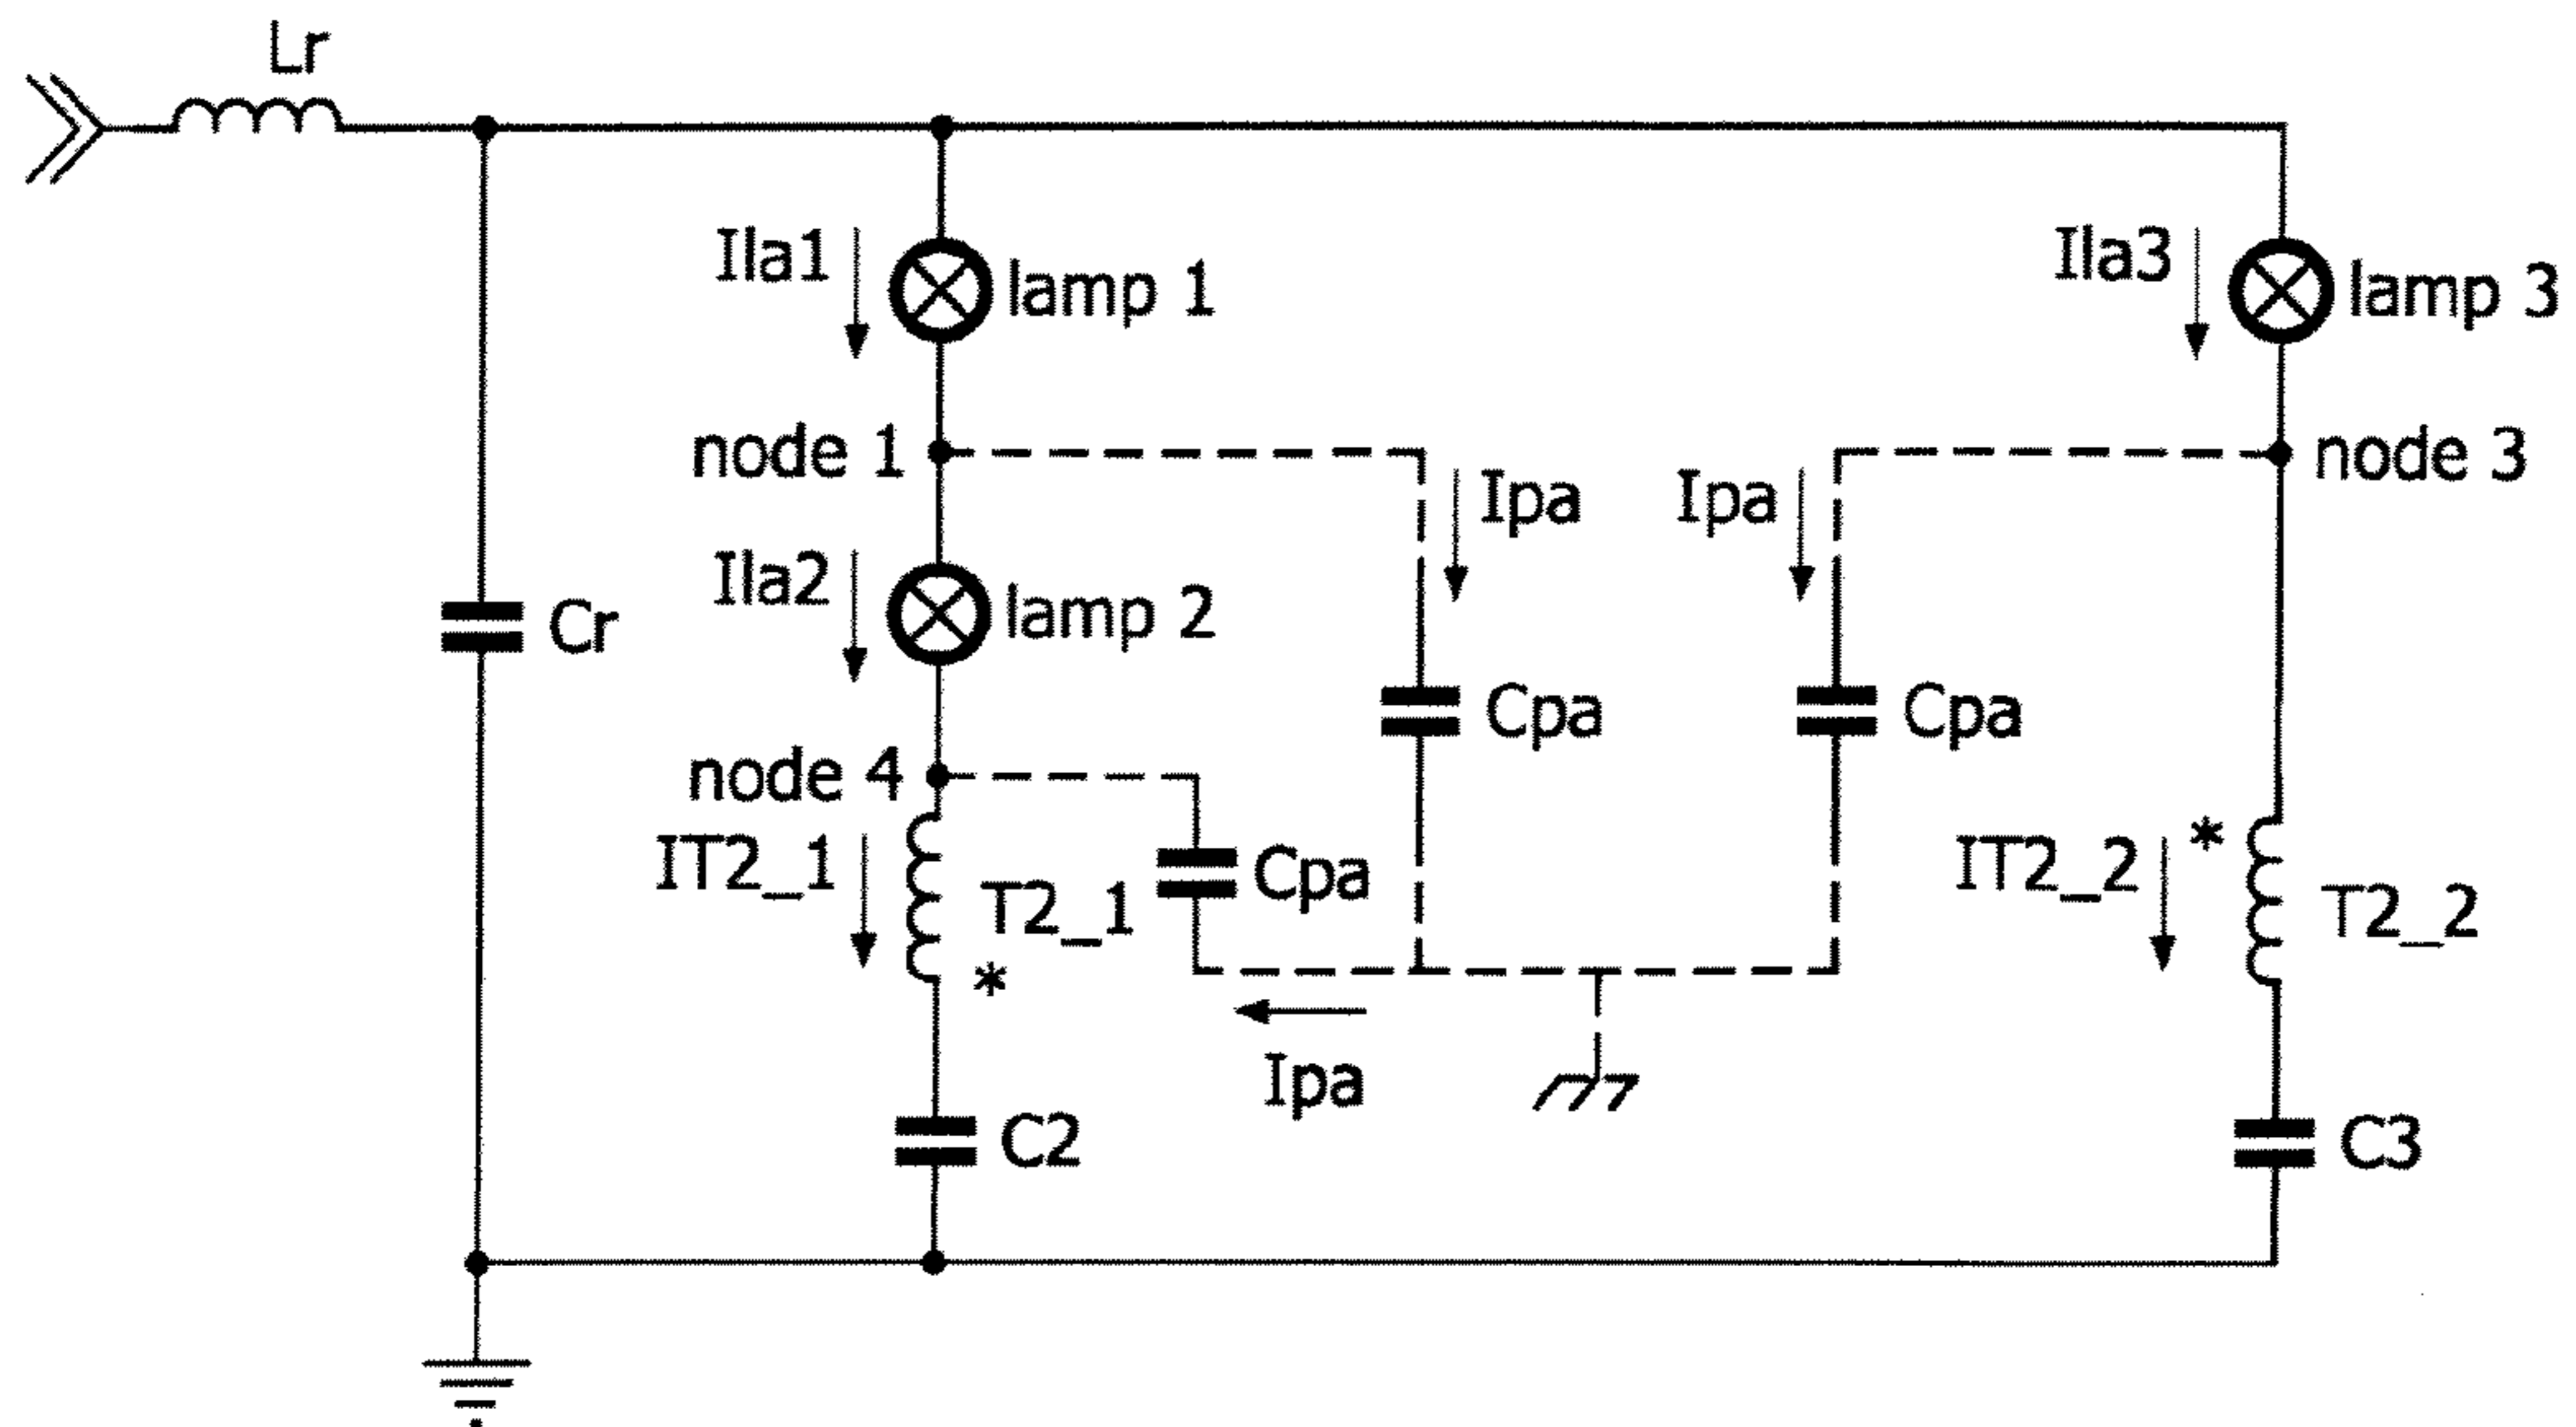 Lr
Ila1
lamp 1
Ila3
lamp 3
node 1
Ipa
Ipa
node 3
Ila2
lamp 2
Cr
Cpa
Cpa
node 4
IT2_1
T2_1
*
Cpa
IT2_2
*
T2_2
Ipa
C2
C3